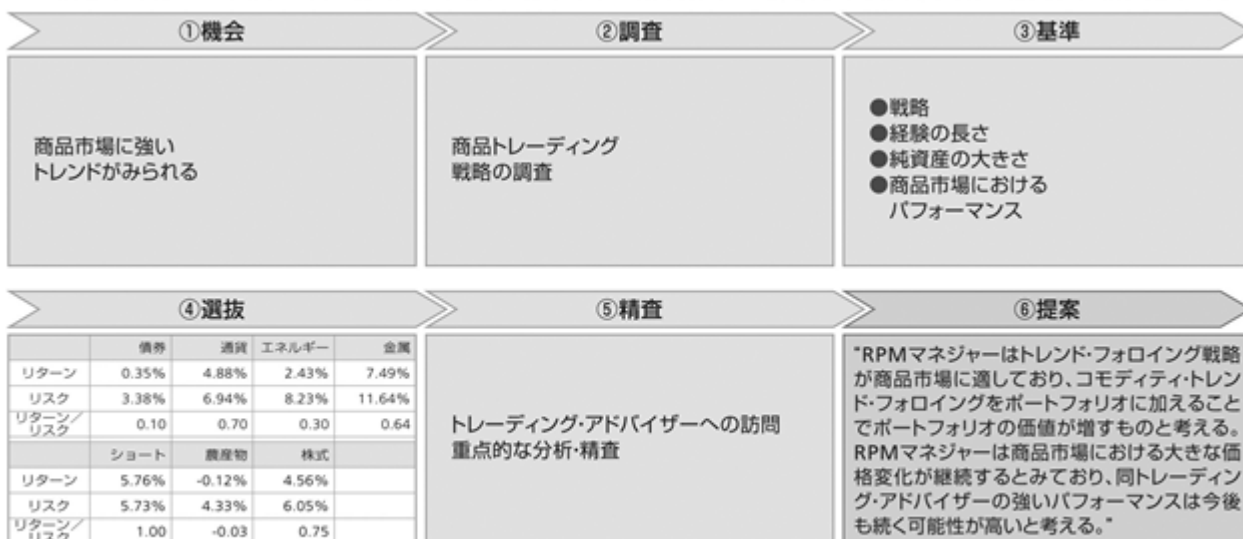 ①機会
②調査
③基準
商品市場に強い
トレンドがみられる
商品トレーディング
戦略の調査
●戦略
●経験の長さ
●純資産の大きさ
●商品市場における
パフォーマンス
④選抜
⑤精査
⑥提案
債券 通貨 エネルギー 金属
リターン 0.35% 4.88% 2.43% 7.49%
リスク 3.38% 6.94% 8.23% 11.64%
リターン/
リスク 0.10 0.70 0.30 0.64
ショート 農産物 株式
リターン 5.76% -0.12% 4.56%
リスク 5.73% 4.33% 6.05%
リターン/
リスク 1.00 -0.03 0.75
トレーディング・アドバイザーへの訪問
重点的な分析・精査
"RPMマネジャーはトレンド・フォロイング戦略
が商品市場に適しており、コモディティ・トレン
ド・フォロイングをポートフォリオに加えること
でポートフォリオの価値が増すものと考える。
RPMマネジャーは商品市場における大きな価
格変化が継続するとみており、同トレーディン
グ・アドバイザーの強いパフォーマンスは今後
も続く可能性が高いと考える。"